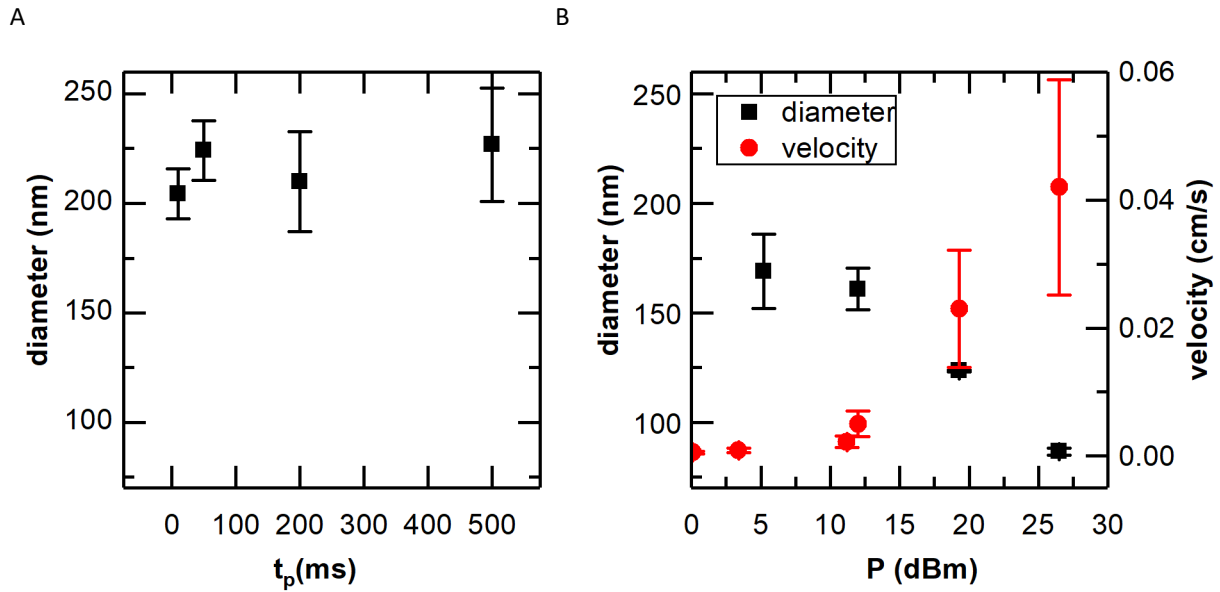 A
B
250
200
150
100
diameter (nm)
0 100 200 300 400 500
tp(ms)
diameter
velocity
250
200
150
100
diameter (nm)
0.06
0.04
0.02
0.00
velocity (cm/s)
0 5 10 15 20 25 30
P (dBm)